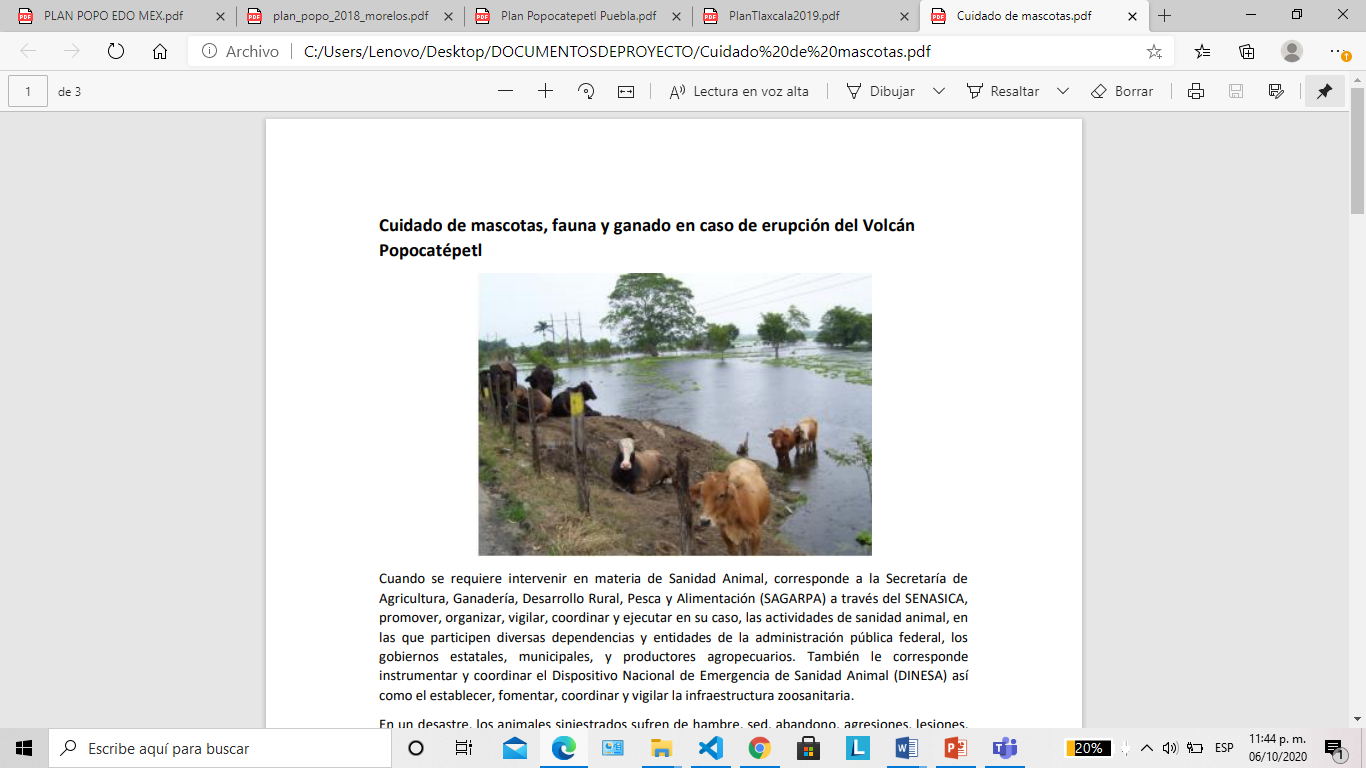 PLAN POPO EDO MEX.pdf
plan_popo_2018_morelos.pdf
Plan Popocatepetl Puebla.pdf
PlanTlaxcala2019.pdf
Cuidado de mascotas.pdf
Archivo
C:/Users/Lenovo/Desktop/DOCUMENTOSDEPROYECTO/Cuidado%20de%20mascotas.pdf
1 de 3
Lectura en voz alta
Dibujar
Resaltar
Borrar
Cuidado de mascotas, fauna y ganado en caso de erupción del Volcán
Popocatépetl
Cuando se requiere intervenir en materia de Sanidad Animal, corresponde a la Secretaría de
Agricultura, Ganadería, Desarrollo Rural, Pesca y Alimentación (SAGARPA) a través del SENASICA,
promover, organizar, vigilar, coordinar y ejecutar en su caso, las actividades de sanidad animal, en
las que participen diversas dependencias y entidades de la administración pública federal, los
gobiernos estatales, municipales, y productores agropecuarios. También le corresponde
instrumentar y coordinar el Dispositivo Nacional de Emergencia de Sanidad Animal (DINESA) así
como el establecer, fomentar, coordinar y vigilar la infraestructura zoosanitaria.
En un desastre, los animales siniestrados sufren de hambre, sed, abandono, agresiones, lesiones,
Escribe aquí para buscar
20%
ESP
11:44 p. m.
06/10/2020
1